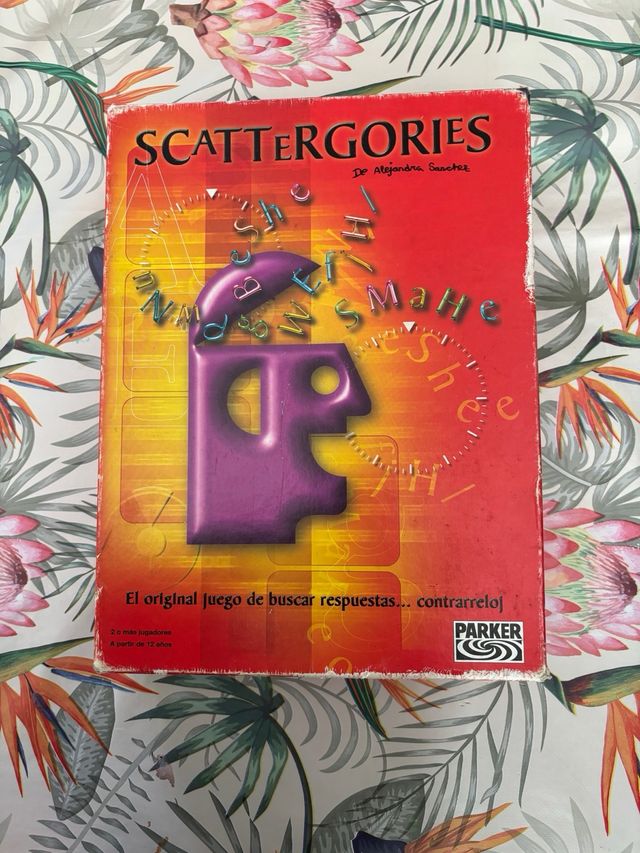 SCATTERGORIES
De Alejandra Sanchez
El original juego de buscar respuestas... contrarreloj
2 o más jugadores
A partir de 12 años
PARKER